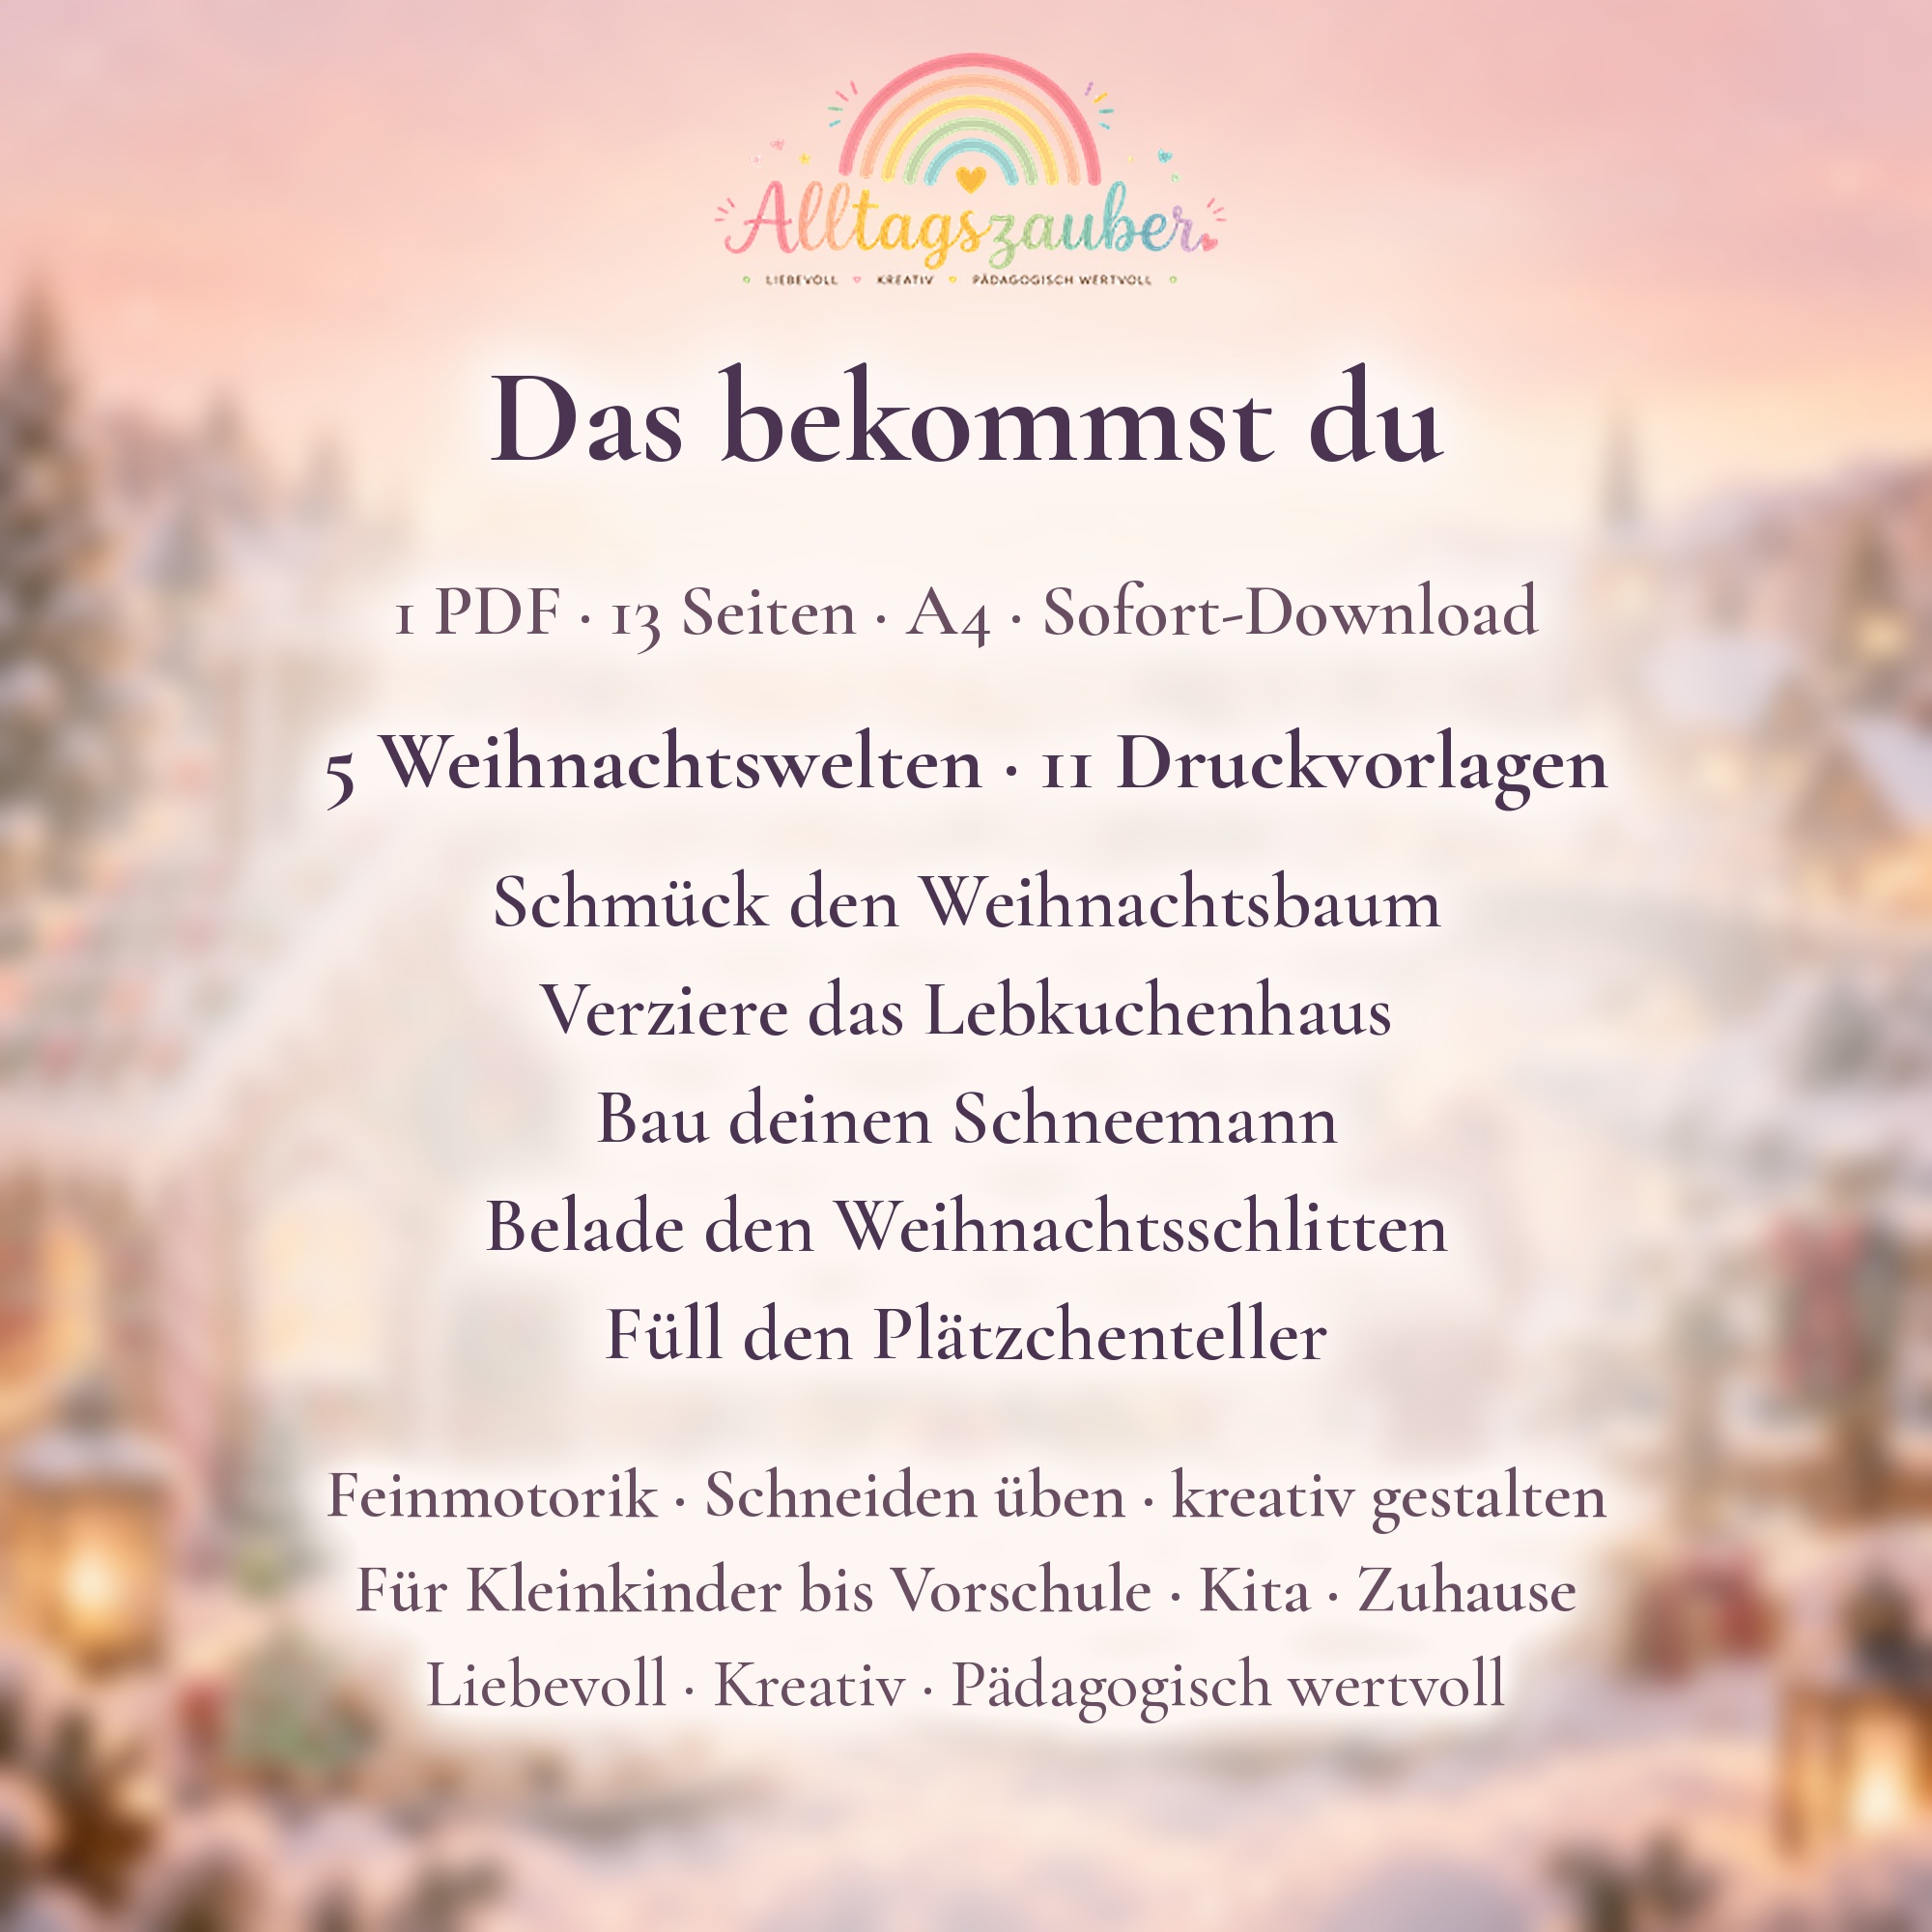 Alltagszauber
LIEBEVOLL KREATIV PÄDAGOGISCH WERTVOLL
Das bekommst du
1 PDF · 13 Seiten · A4 · Sofort-Download
5 Weihnachtswelten · 11 Druckvorlagen
Schmück den Weihnachtsbaum
Verziere das Lebkuchenhaus
Bau deinen Schneemann
Belade den Weihnachtsschlitten
Füll den Plätzchenteller
Feinmotorik · Schneiden üben · kreativ gestalten
Für Kleinkinder bis Vorschule · Kita · Zuhause
Liebevoll · Kreativ · Pädagogisch wertvoll